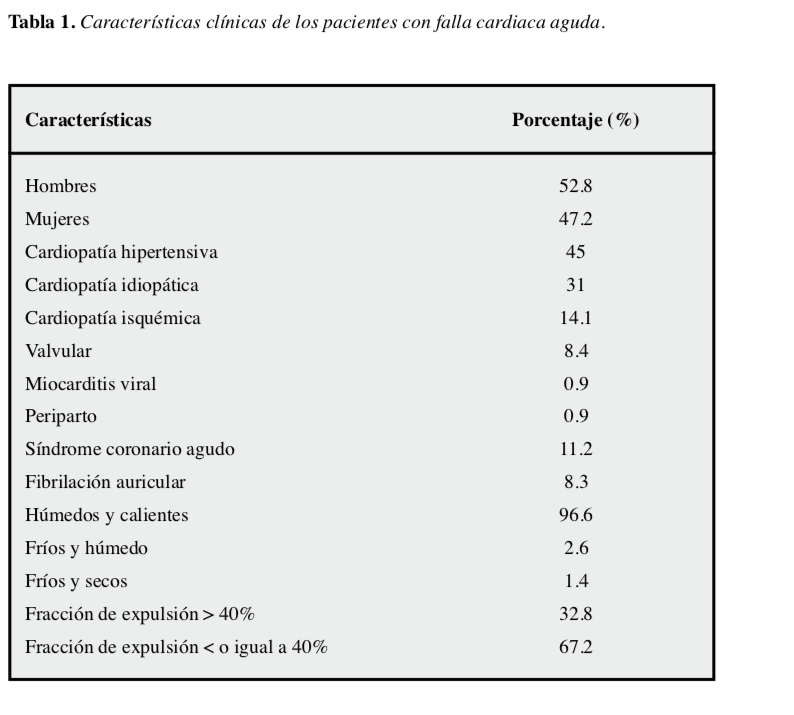 Tabla 1. Características clínicas de los pacientes con falla cardiaca aguda.
Características Porcentaje (%)
Hombres 52.8
Mujeres 47.2
Cardiopatía hipertensiva 45
Cardiopatía idiopática 31
Cardiopatía isquémica 14.1
Valvular 8.4
Miocarditis viral 0.9
Periparto 0.9
Síndrome coronario agudo 11.2
Fibrilación auricular 8.3
Húmedos y calientes 96.6
Fríos y húmedo 2.6
Fríos y secos 1.4
Fracción de expulsión > 40% 32.8
Fracción de expulsión < o igual a 40% 67.2